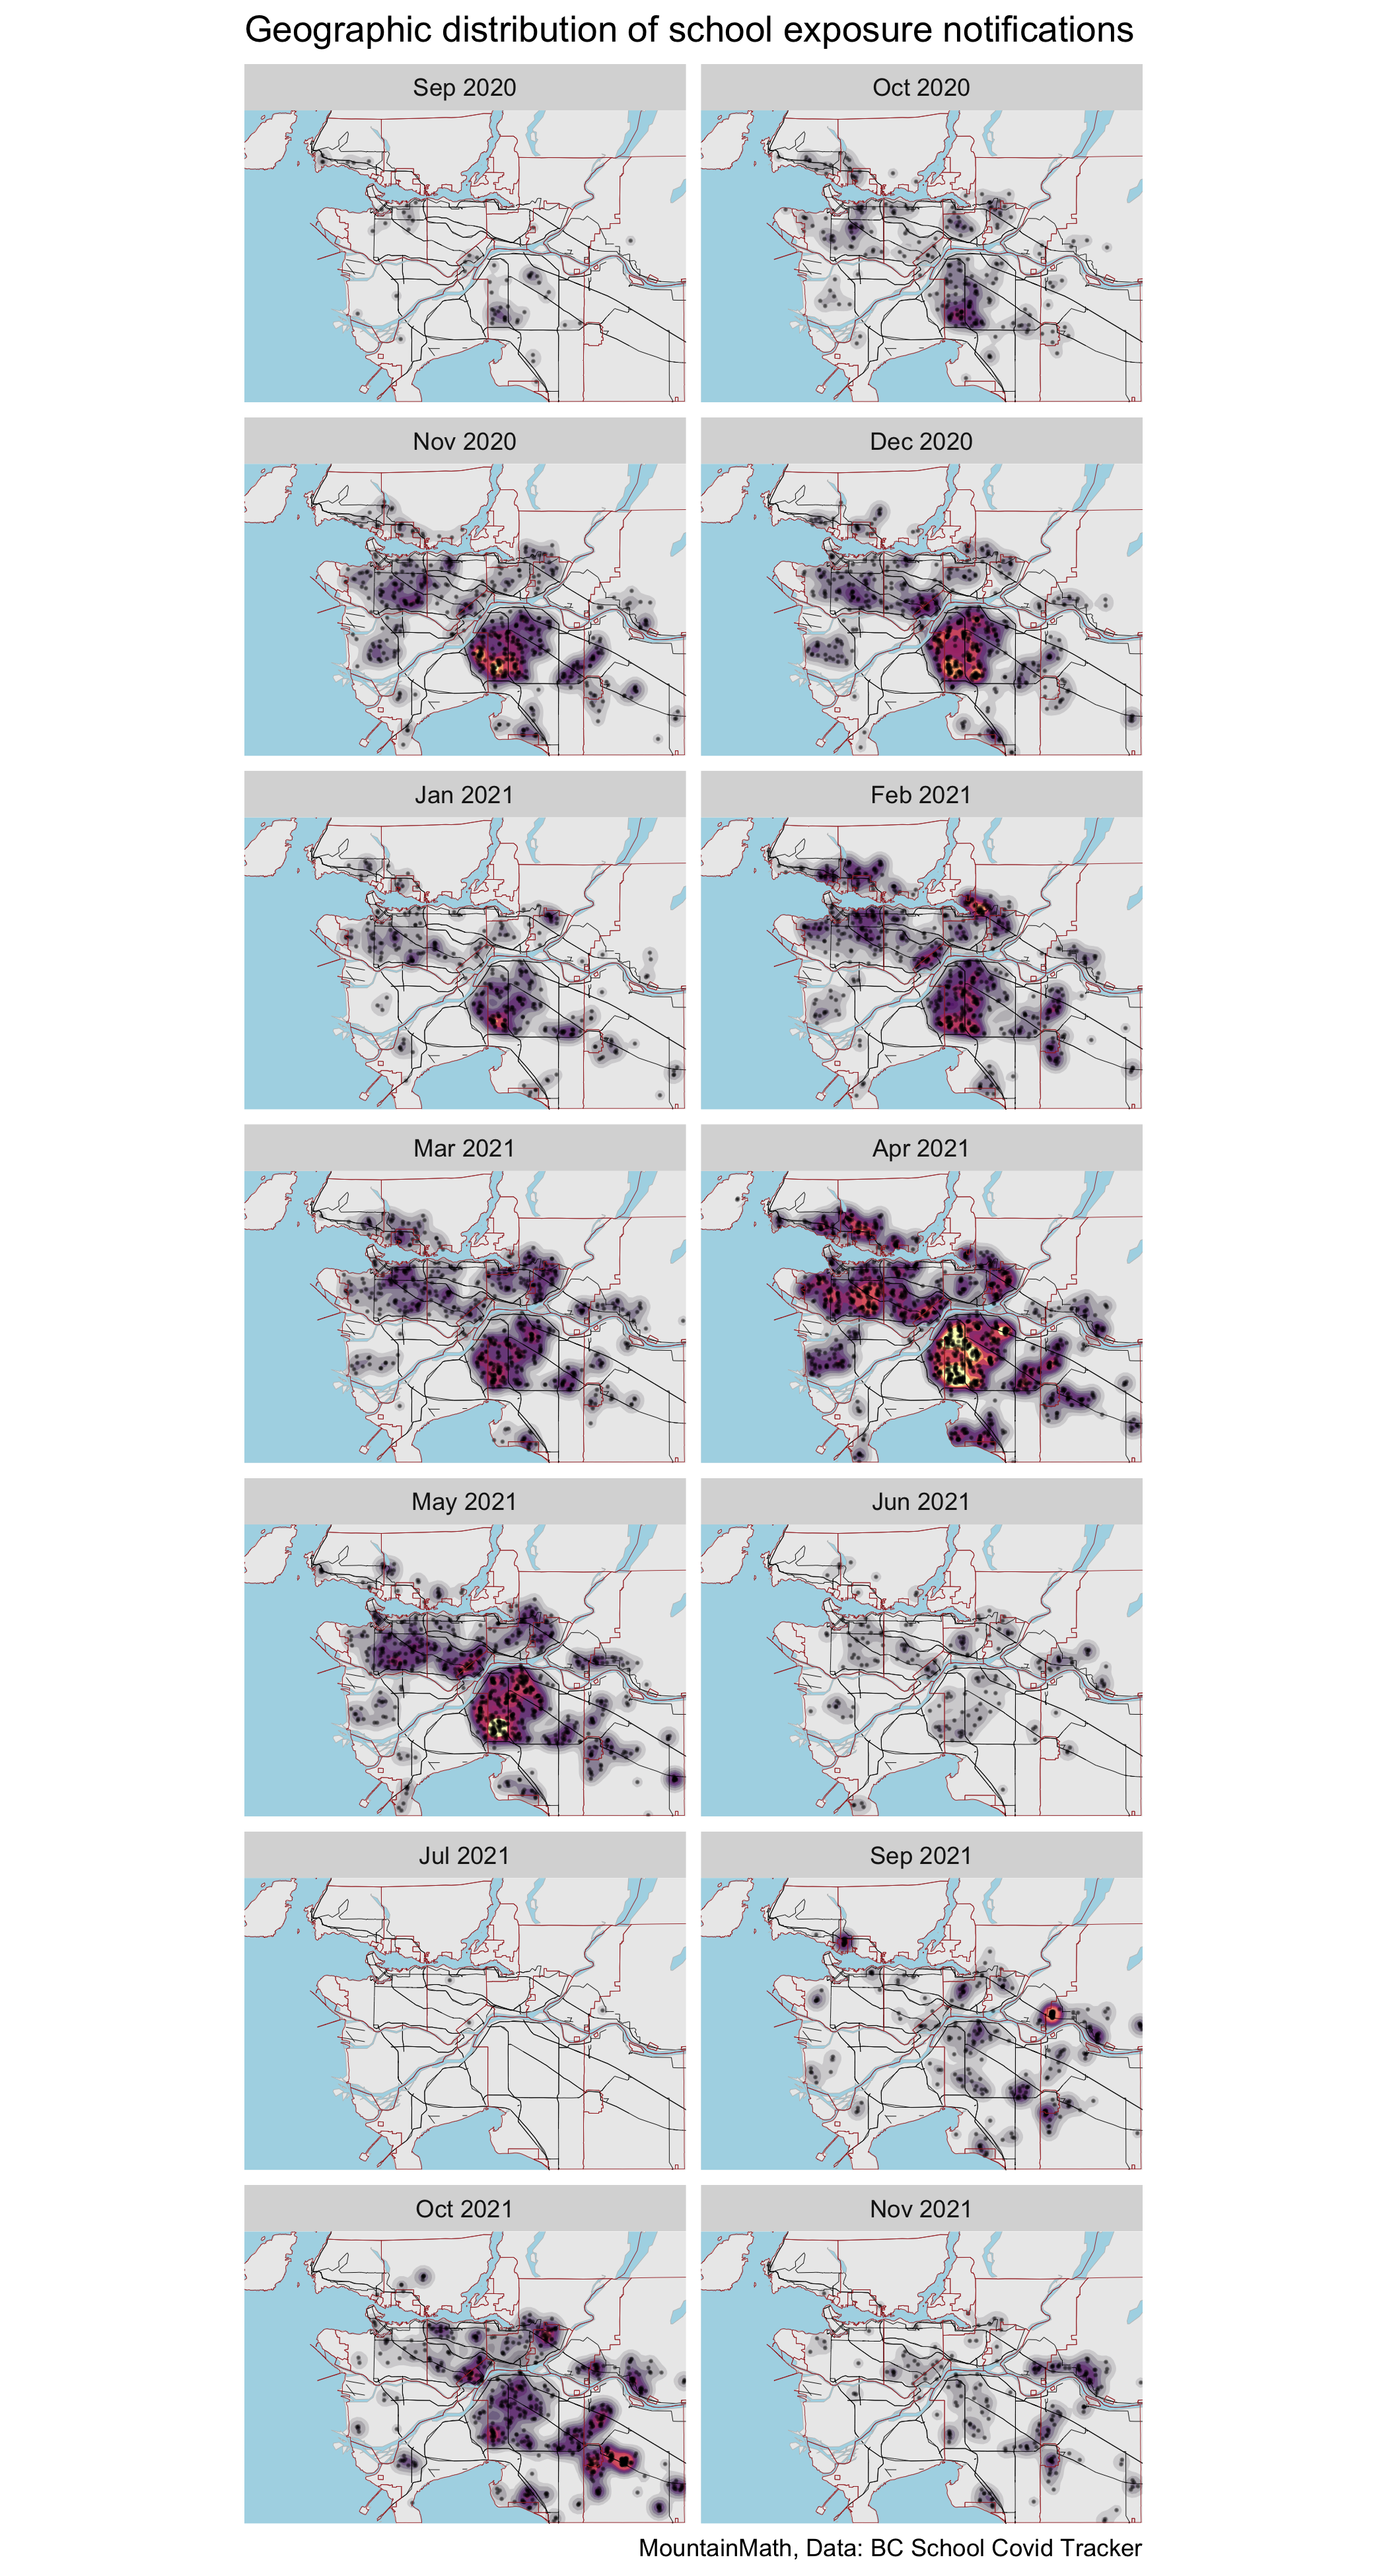 Geographic distribution of school exposure notifications
Sep 2020
Oct 2020
Nov 2020
Dec 2020
Jan 2021
Feb 2021
Mar 2021
Apr 2021
May 2021
Jun 2021
Jul 2021
Sep 2021
Oct 2021
Nov 2021
MountainMath, Data: BC School Covid Tracker